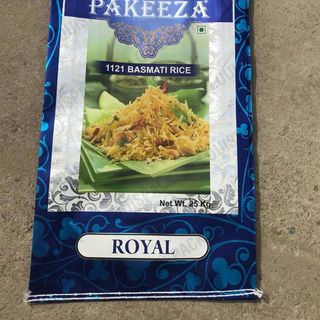 PAKEEZA
1121 BASMATI RICE
Net Wt. 25 Kg
ROYAL